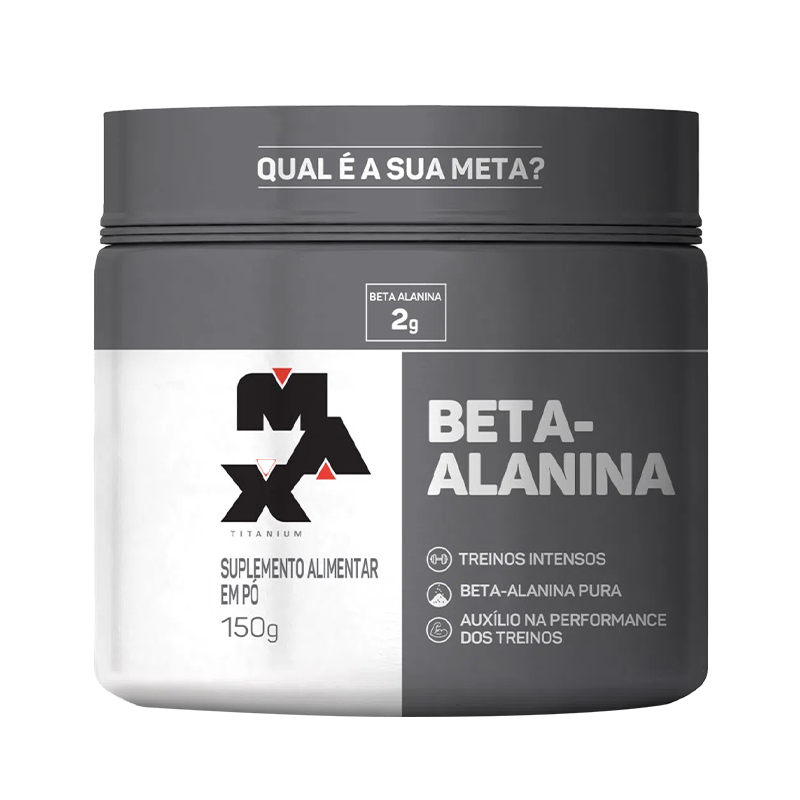 QUAL É A SUA META?
BETA ALANINA
2g
MAX
TITANIUM
SUPLEMENTO ALIMENTAR
EM PÓ
150g
BETA-
ALANINA
TREINOS INTENSOS
BETA-ALANINA PURA
AUXÍLIO NA PERFORMANCE
DOS TREINOS